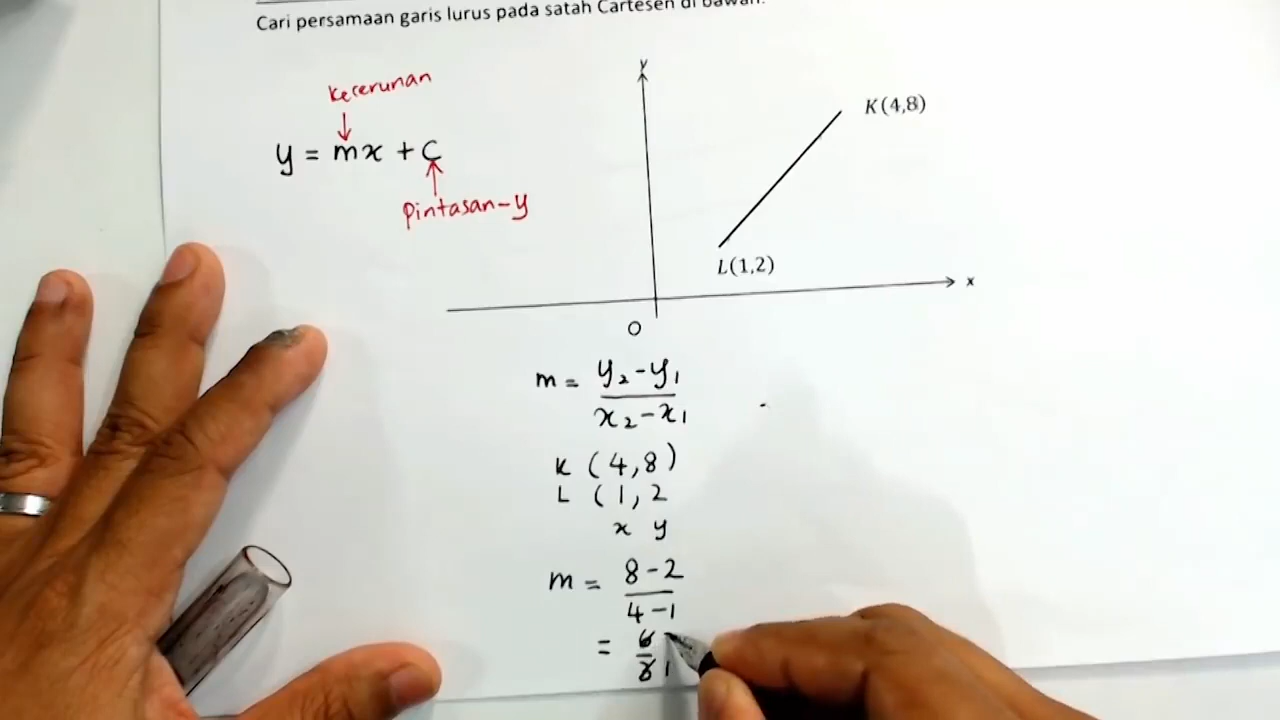 Cari persamaan garis lurus pada satah Cartesen di bawah.
kecerunan
y = mx + c
pintasan-y
y
K(4,8)
L(1,2)
x
O
m = y₂ - y₁ / x₂ - x₁
K (4,8)
L (1,2
x y
m = 8 - 2 / 4 - 1
= 6 / 3 1